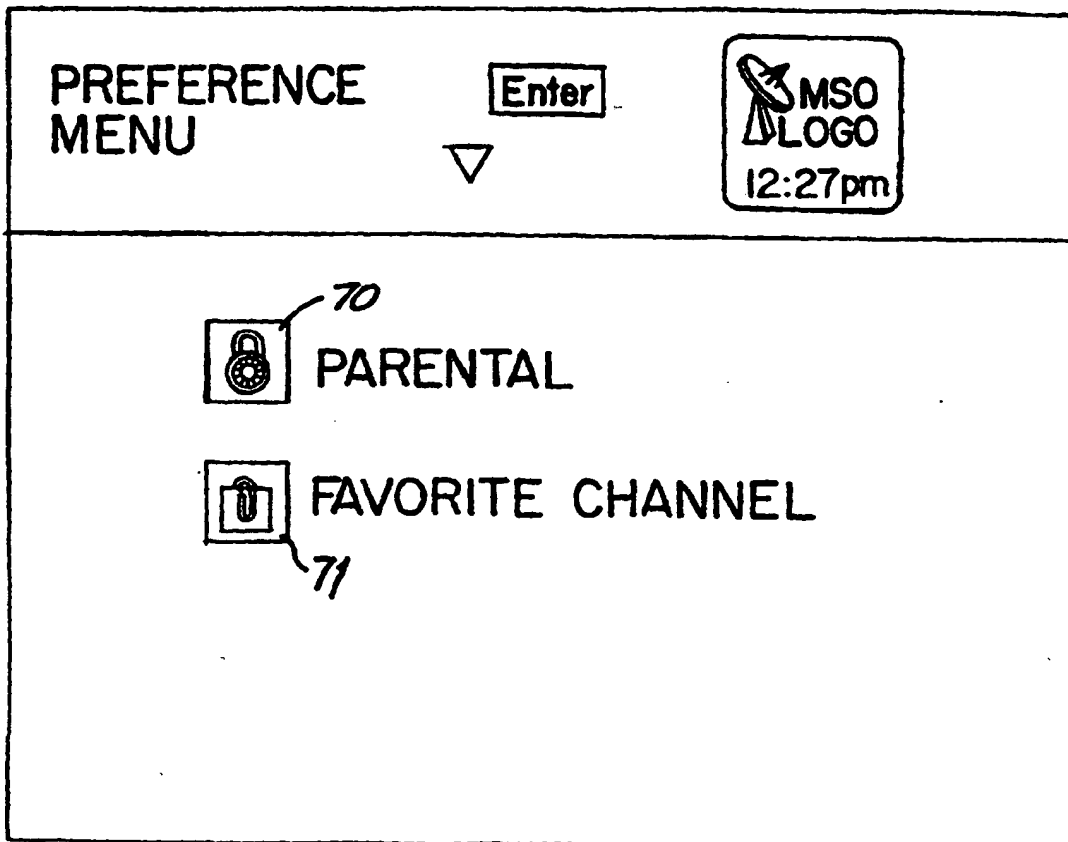 PREFERENCE
MENU
Enter
MSO
LOGO
12:27pm
70
PARENTAL
FAVORITE CHANNEL
71